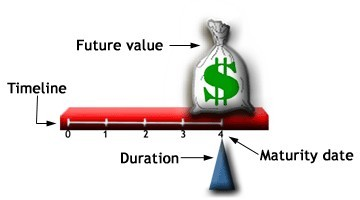 Future value
$
Timeline
0 1 2 3 4
Duration
Maturity date